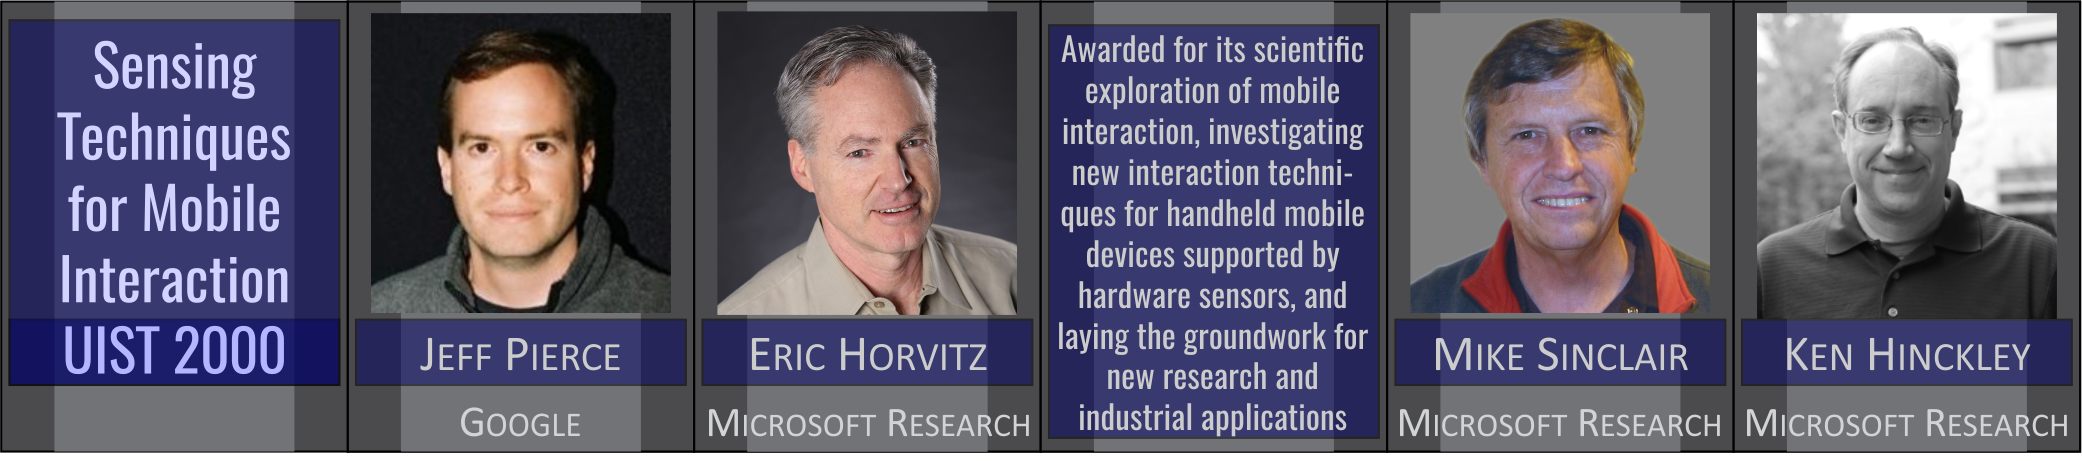 Sensing
Techniques
for Mobile
Interaction
UIST 2000
JEFF PIERCE
GOOGLE
ERIC HORVITZ
MICROSOFT RESEARCH
Awarded for its scientific
exploration of mobile
interaction, investigating
new interaction techni-
ques for handheld mobile
devices supported by
hardware sensors, and
laying the groundwork for
new research and
industrial applications
MIKE SINCLAIR
MICROSOFT RESEARCH
KEN HINCKLEY
MICROSOFT RESEARCH